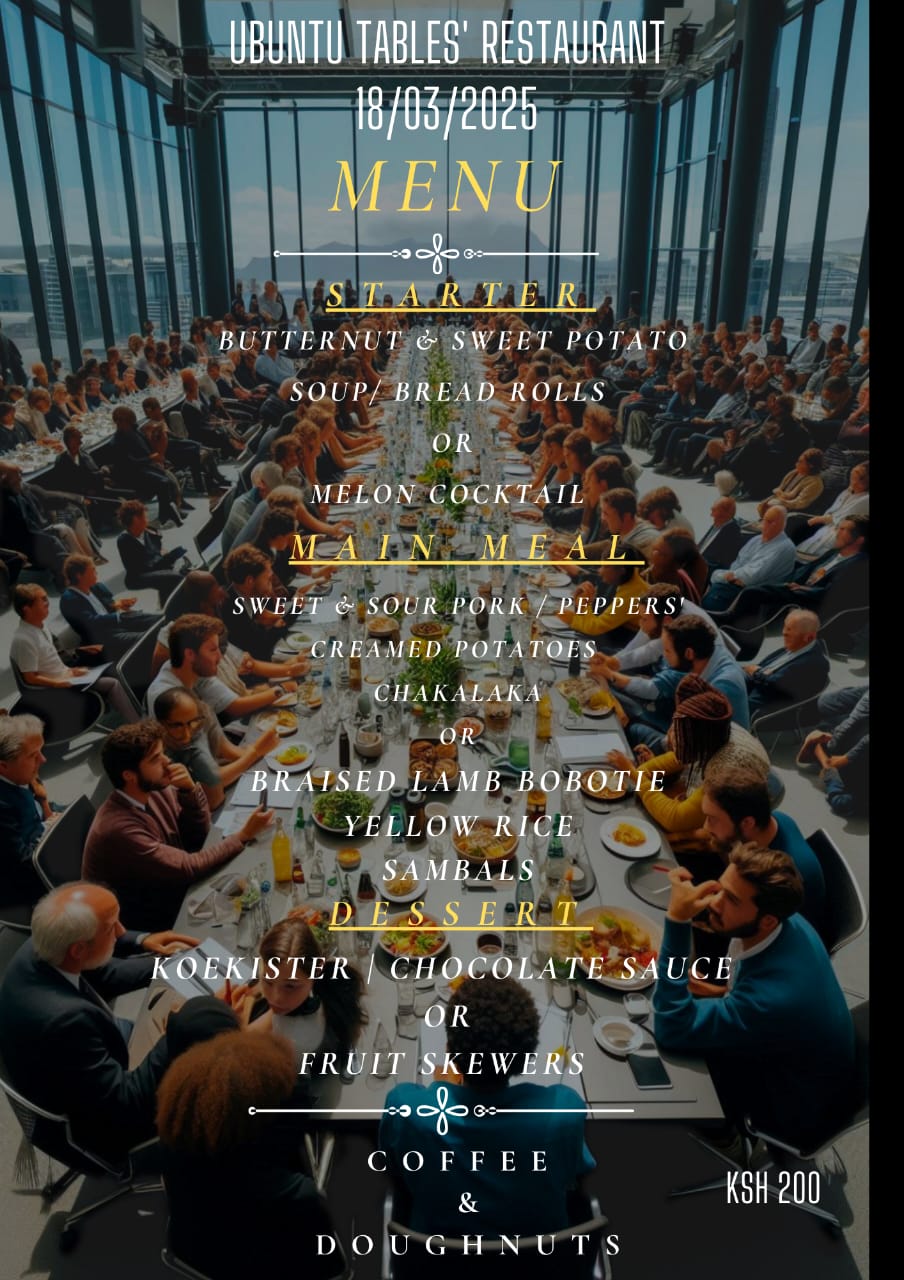 UBUNTU TABLES' RESTAURANT
18/03/2025
MENU
STARTER
BUTTERNUT & SWEET POTATO
SOUP/ BREAD ROLLS
OR
MELON COCKTAIL
MAIN MEAL
SWEET & SOUR PORK / PEPPERS'
CREAMED POTATOES
CHAKALAKA
OR
BRAISED LAMB BOBOTIE
YELLOW RICE
SAMBALS
DESSERT
KOEKISTER | CHOCOLATE SAUCE
OR
FRUIT SKEWERS
COFFEE
&
DOUGHNUTS
KSH 200